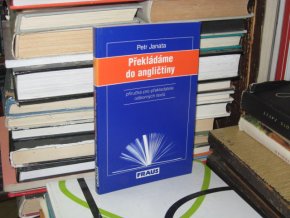 Petr Janata
Překládáme
do angličtiny
příručka pro překladatele
odborných textů
FRAUS